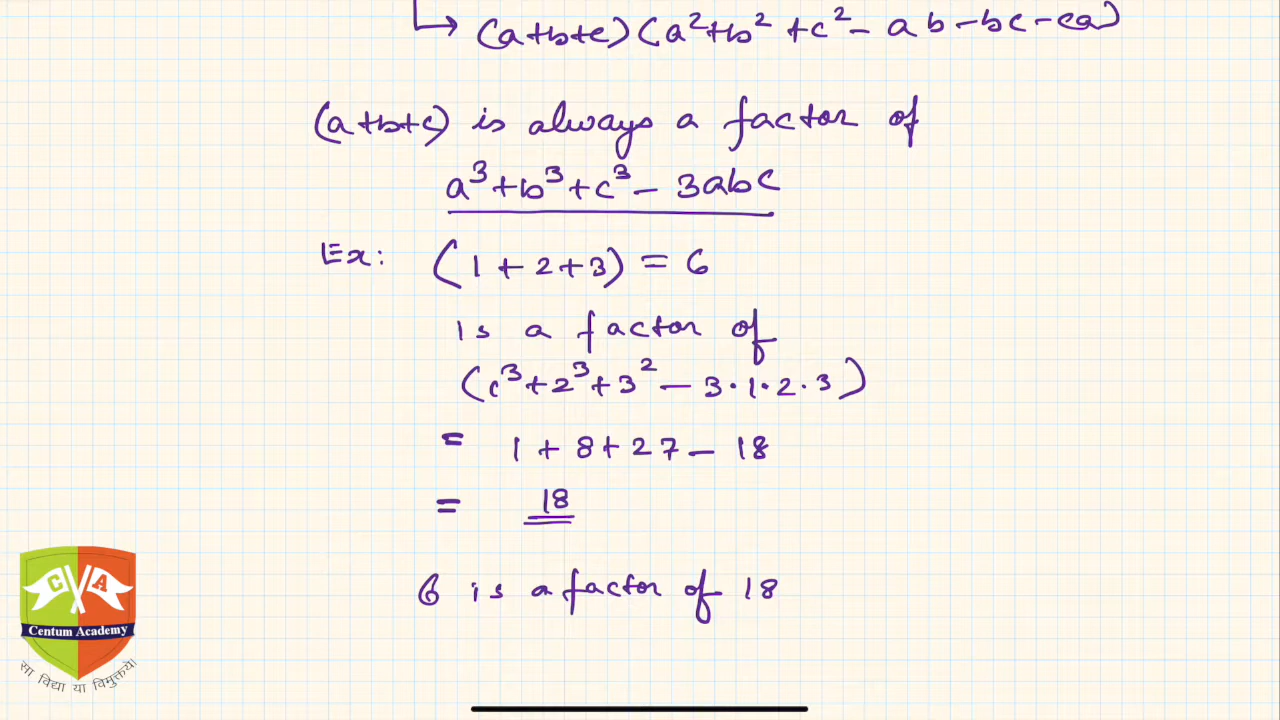 ↳ (a+b+c) (a²+b²+c²-ab-bc-ca)
(a+b+c) is always a factor of
a³+b³+c³-3abc
Ex: (1+2+3) = 6
is a factor of
(c³+2³+3²-3·1·2·3)
= 1+8+27-18
= 18
6 is a factor of 18
C A
Centum Academy
सा विद्या या विमुक्तये